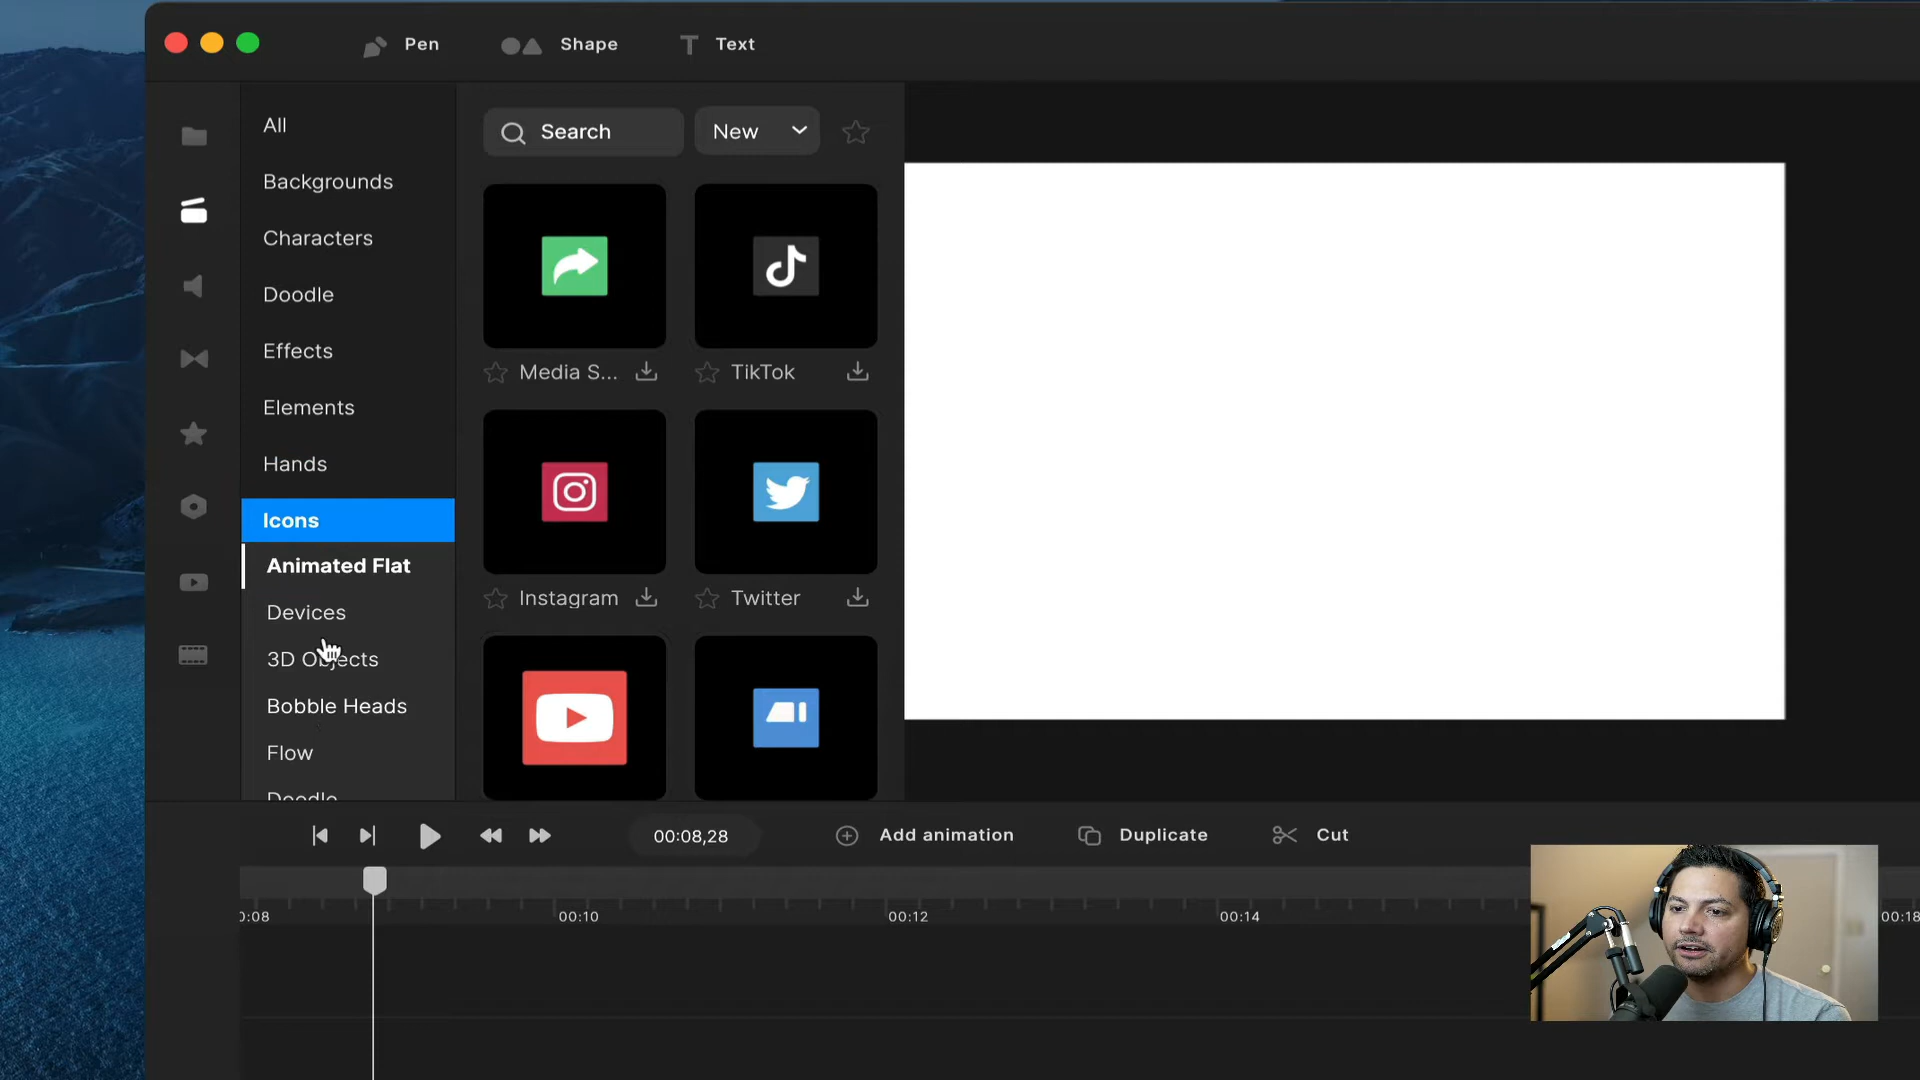 Pen
Shape
Text
All
Backgrounds
Characters
Doodle
Effects
Elements
Hands
Icons
Animated Flat
Devices
3D Objects
Bobble Heads
Flow
Doodle
Search
New
Media S...
TikTok
Instagram
Twitter
00:08,28
Add animation
Duplicate
Cut
0:08
00:10
00:12
00:14
00:18